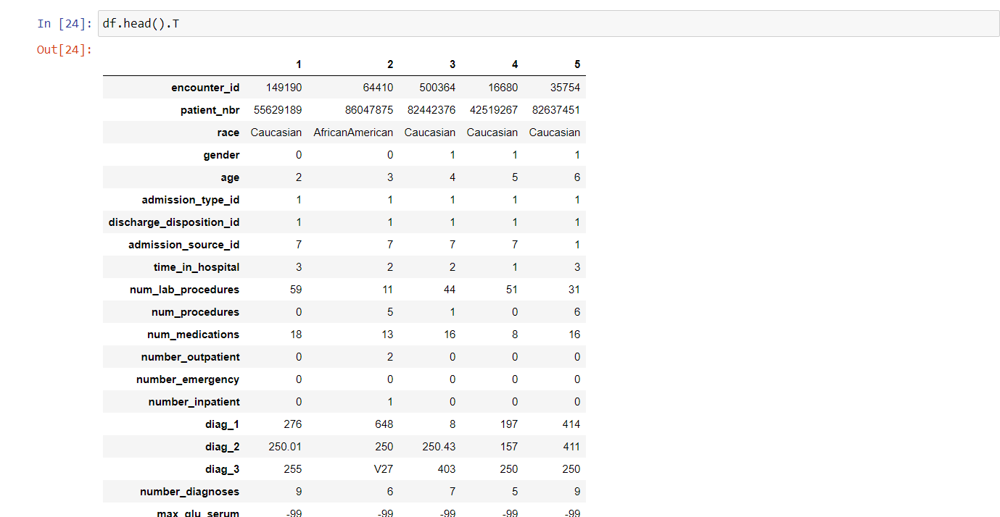 In [24]: df.head().T
Out[24]:
1 2 3 4 5
encounter_id 149190 64410 500364 16680 35754
patient_nbr 55629189 86047875 82442376 42519267 82637451
race Caucasian AfricanAmerican Caucasian Caucasian Caucasian
gender 0 0 1 1 1
age 2 3 4 5 6
admission_type_id 1 1 1 1 1
discharge_disposition_id 1 1 1 1 1
admission_source_id 7 7 7 7 1
time_in_hospital 3 2 2 1 3
num_lab_procedures 59 11 44 51 31
num_procedures 0 5 1 0 6
num_medications 18 13 16 8 16
number_outpatient 0 2 0 0 0
number_emergency 0 0 0 0 0
number_inpatient 0 1 0 0 0
diag_1 276 648 8 197 414
diag_2 250.01 250 250.43 157 411
diag_3 255 V27 403 250 250
number_diagnoses 9 6 7 5 9
max_glu_serum -99 -99 -99 -99 -99